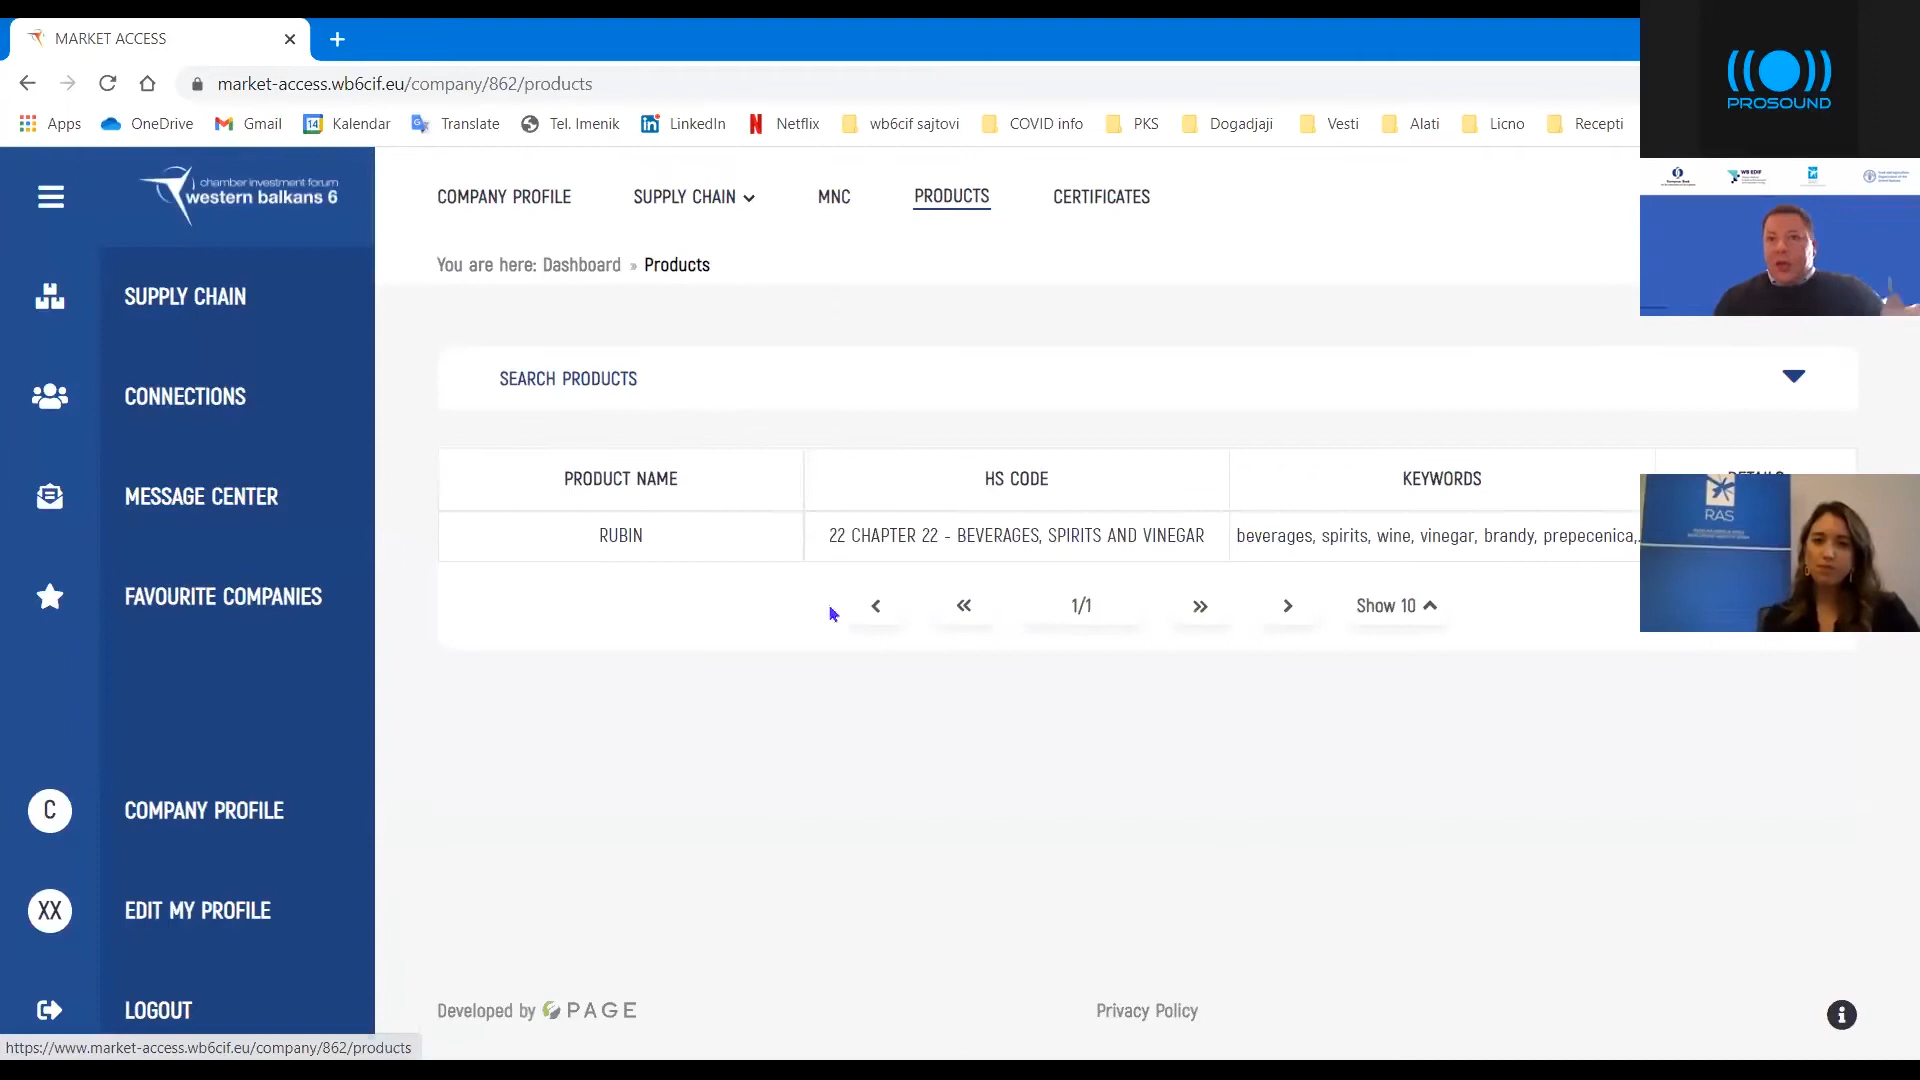 MARKET ACCESS
market-access.wb6cif.eu/company/862/products
Apps OneDrive Gmail 14 Kalendar Translate Tel. Imenik LinkedIn Netflix wb6cif sajtovi COVID info PKS Dogadjaji Vesti Alati Licno Recepti
PROSOUND
chamber investment forum
western balkans 6
COMPANY PROFILE SUPPLY CHAIN MNC PRODUCTS CERTIFICATES
You are here: Dashboard » Products
SUPPLY CHAIN
CONNECTIONS
MESSAGE CENTER
FAVOURITE COMPANIES
C COMPANY PROFILE
XX EDIT MY PROFILE
LOGOUT
SEARCH PRODUCTS
PRODUCT NAME HS CODE KEYWORDS
RUBIN 22 CHAPTER 22 - BEVERAGES, SPIRITS AND VINEGAR beverages, spirits, wine, vinegar, brandy, prepecenica,.
1/1 Show 10
RAS
Developed by PAGE
Privacy Policy
https://www.market-access.wb6cif.eu/company/862/products